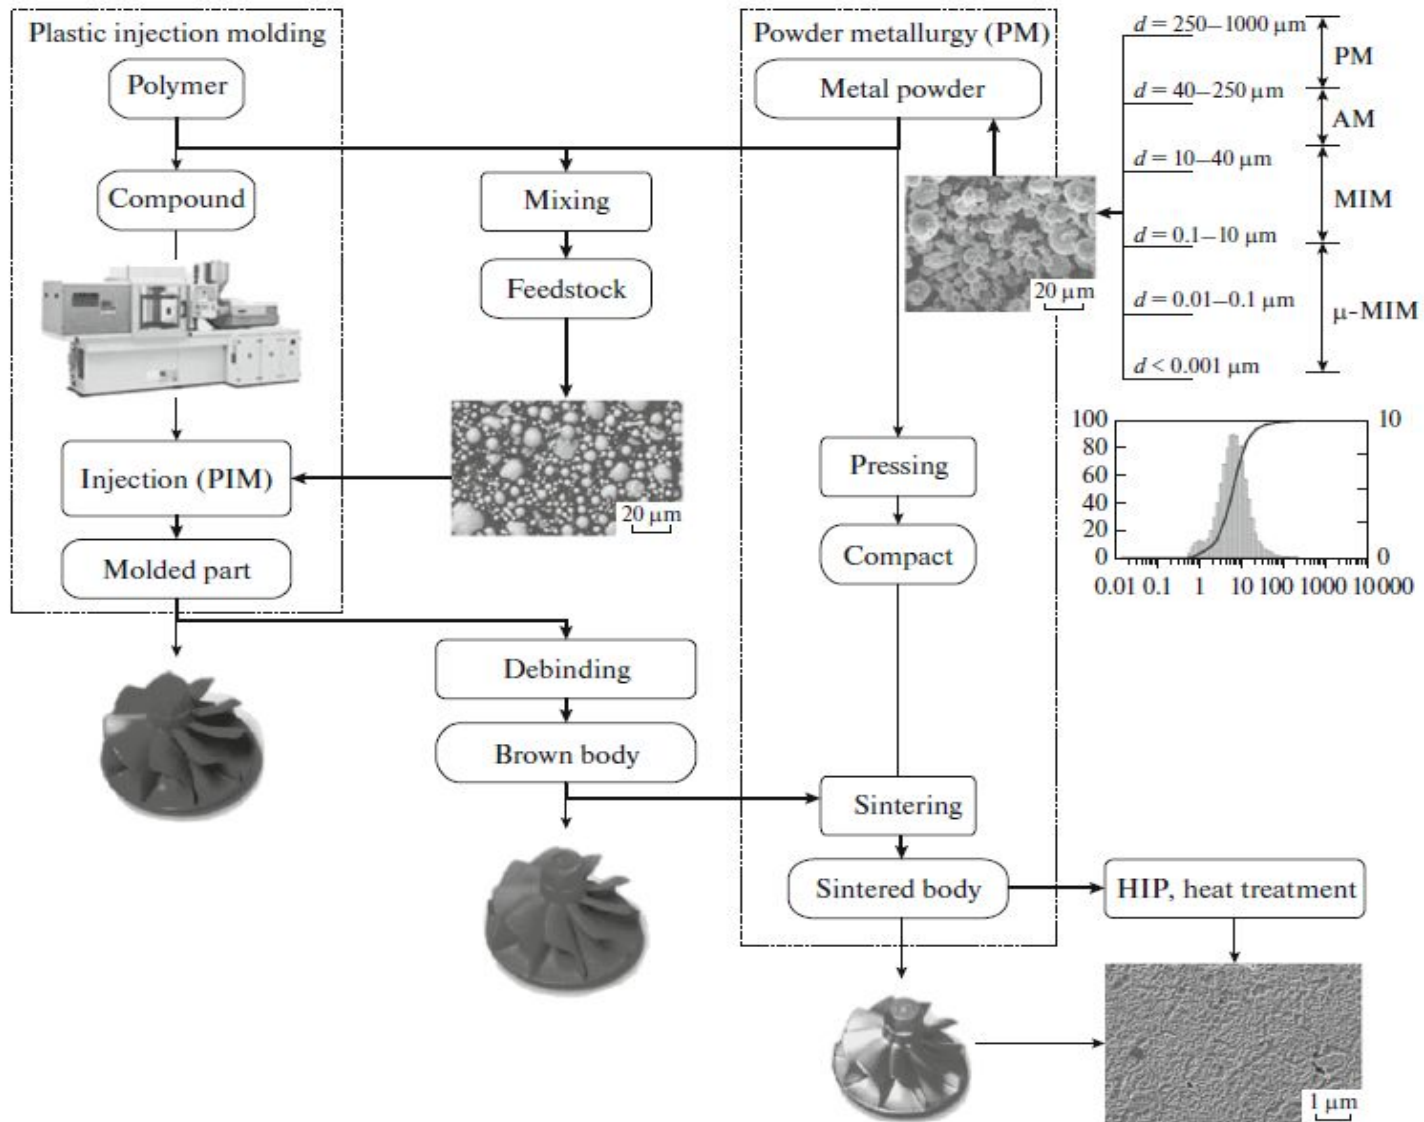 Plastic injection molding
Polymer
Compound
Injection (PIM)
Molded part
Mixing
Feedstock
20 μm
Debinding
Brown body
Powder metallurgy (PM)
Metal powder
20 μm
Pressing
Compact
Sintering
Sintered body
HIP, heat treatment
1 μm
d = 250–1000 μm
PM
d = 40–250 μm
AM
d = 10–40 μm
MIM
d = 0.1–10 μm
d = 0.01–0.1 μm
μ-MIM
d < 0.001 μm
100
80
60
40
20
0
10
0
0.01 0.1 1 10 100 1000 10 000